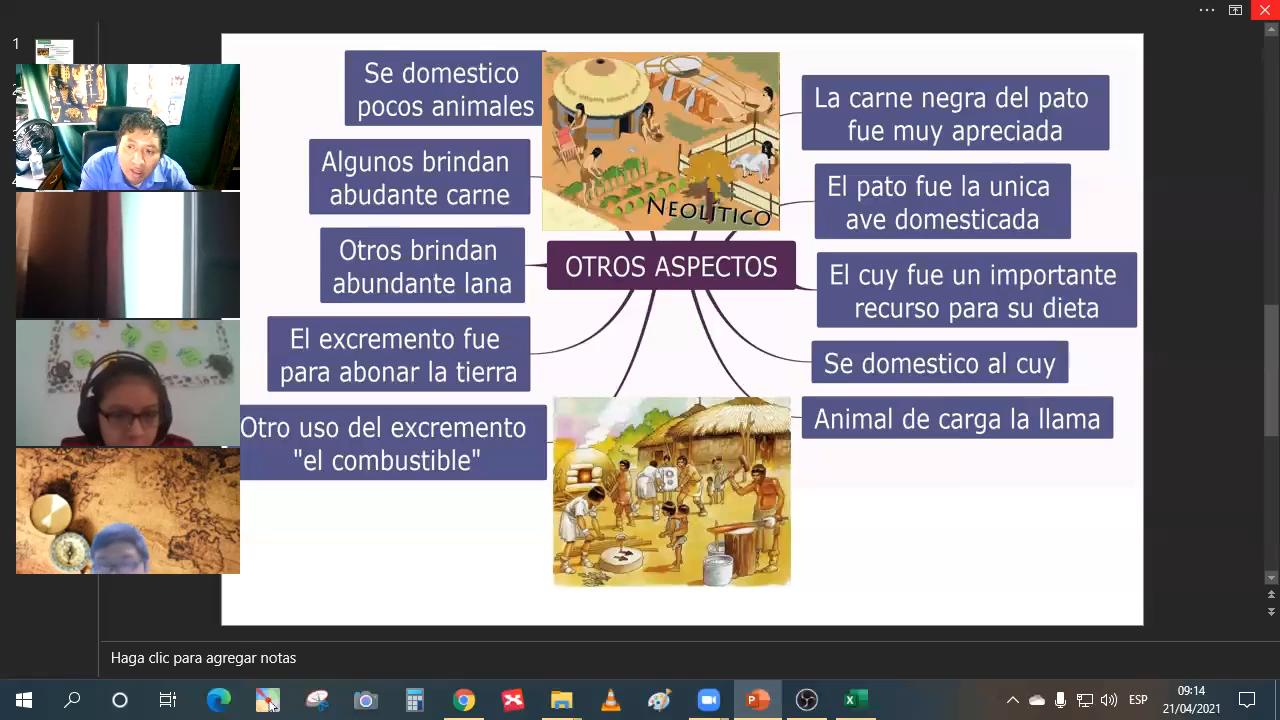 1
Se domestico
pocos animales
Algunos brindan
abudante carne
Otros brindan
abundante lana
El excremento fue
para abonar la tierra
Otro uso del excremento
"el combustible"
NEOLÍTICO
OTROS ASPECTOS
La carne negra del pato
fue muy apreciada
El pato fue la unica
ave domesticada
El cuy fue un importante
recurso para su dieta
Se domestico al cuy
Animal de carga la llama
Haga clic para agregar notas
ESP
09:14
21/04/2021